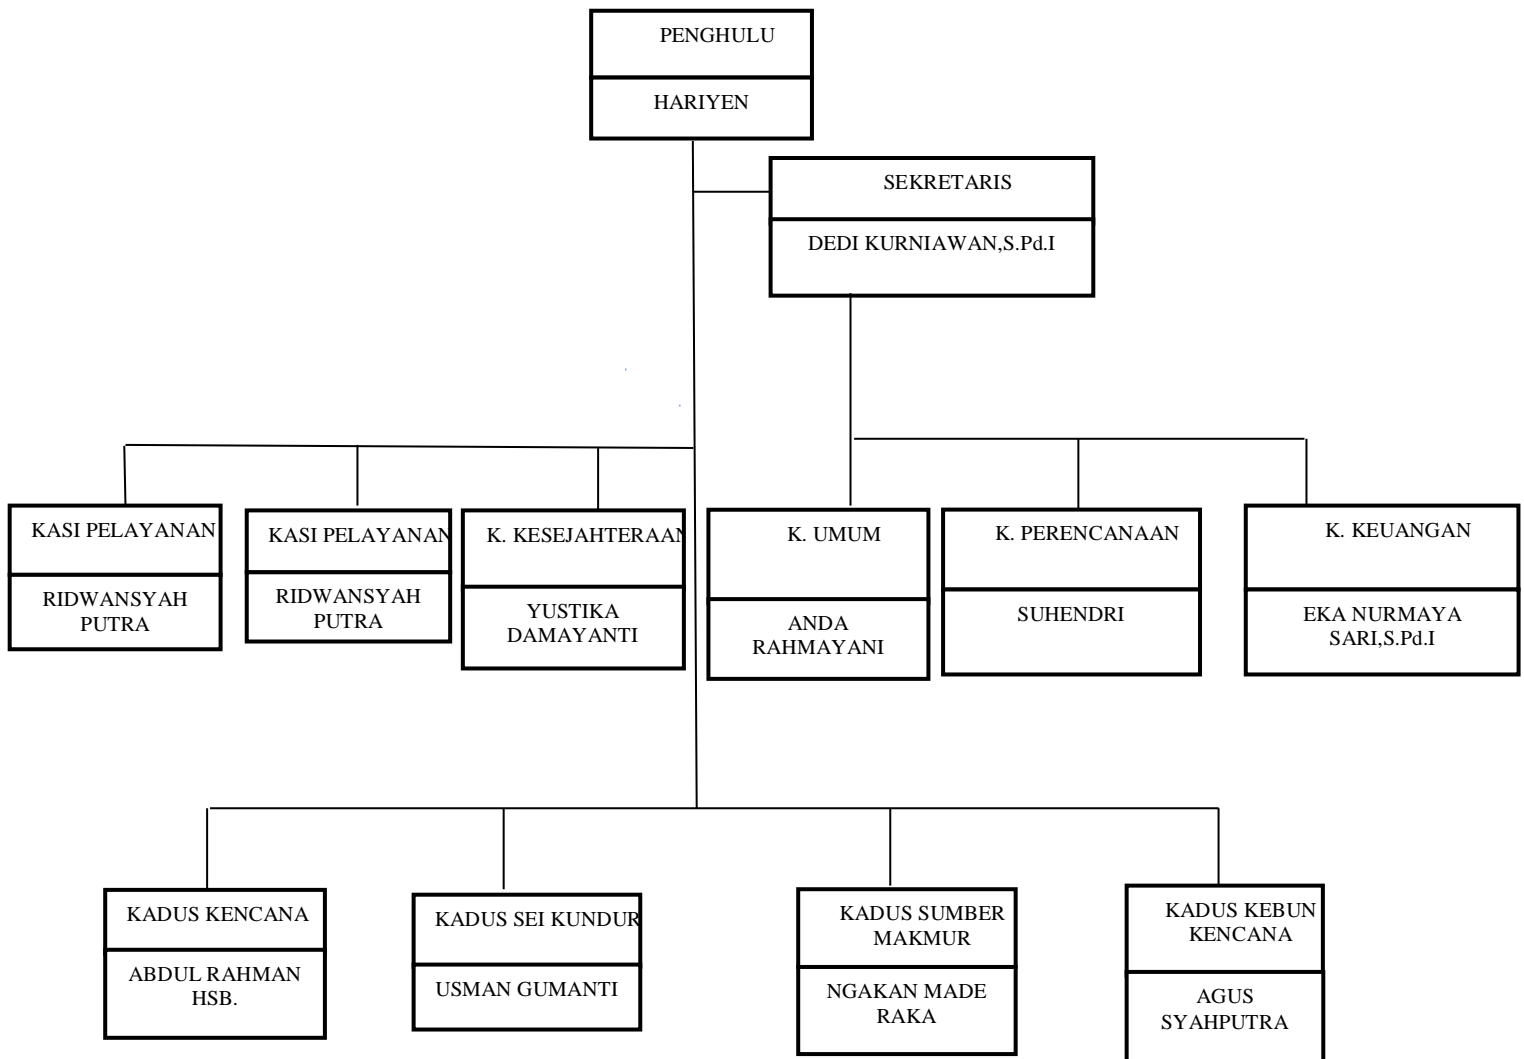 PENGHULU
HARIYEN
SEKRETARIS
DEDI KURNIAWAN,S.Pd.I
KASI PELAYANAN
RIDWANSYAH
PUTRA
KASI PELAYANAN
RIDWANSYAH
PUTRA
K. KESEJAHTERAAN
YUSTIKA
DAMAYANTI
K. UMUM
ANDA
RAHMAYANI
K. PERENCANAAN
SUHENDRI
K. KEUANGAN
EKA NURMAYA
SARI,S.Pd.I
KADUS KENCANA
ABDUL RAHMAN
HSB.
KADUS SEI KUNDUR
USMAN GUMANTI
KADUS SUMBER
MAKMUR
NGAKAN MADE
RAKA
KADUS KEBUN
KENCANA
AGUS
SYAHPUTRA